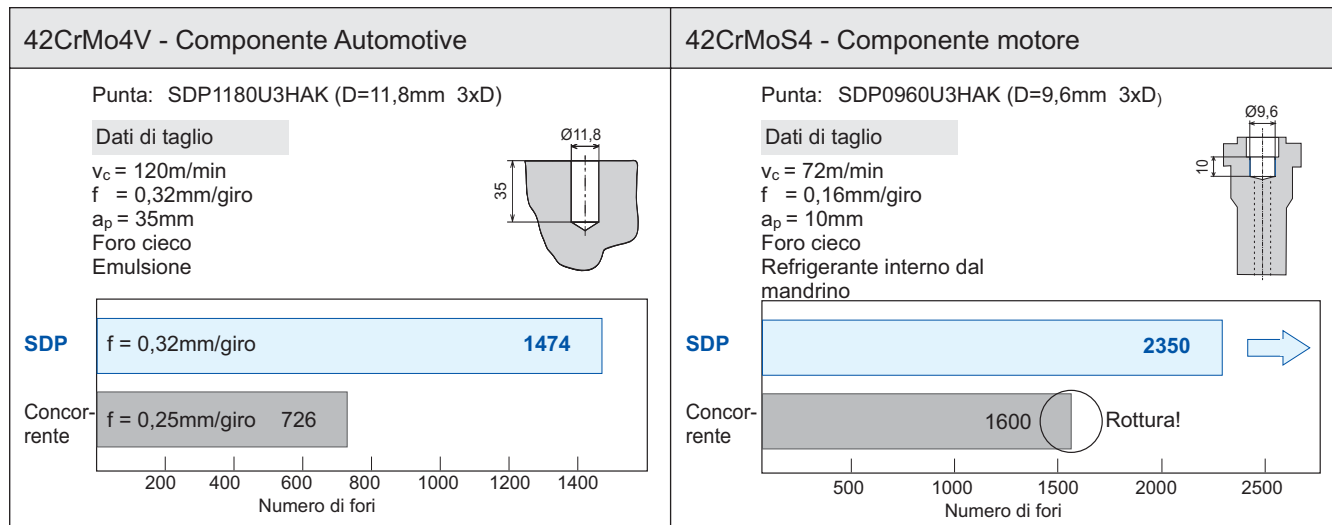 42CrMo4V - Componente Automotive
Punta: SDP1180U3HAK (D=11,8mm 3xD)
Dati di taglio
vc = 120m/min
f = 0,32mm/giro
ap = 35mm
Foro cieco
Emulsione
Ø11,8
35
SDP
f = 0,32mm/giro 1474
Concor-
rente
f = 0,25mm/giro 726
200 400 600 800 1000 1200 1400
Numero di fori
42CrMoS4 - Componente motore
Punta: SDP0960U3HAK (D=9,6mm 3xD)
Dati di taglio
vc = 72m/min
f = 0,16mm/giro
ap = 10mm
Foro cieco
Refrigerante interno dal
mandrino
Ø9,6
10
SDP
2350
Concor-
rente
1600 Rottura!
500 1000 1500 2000 2500
Numero di fori